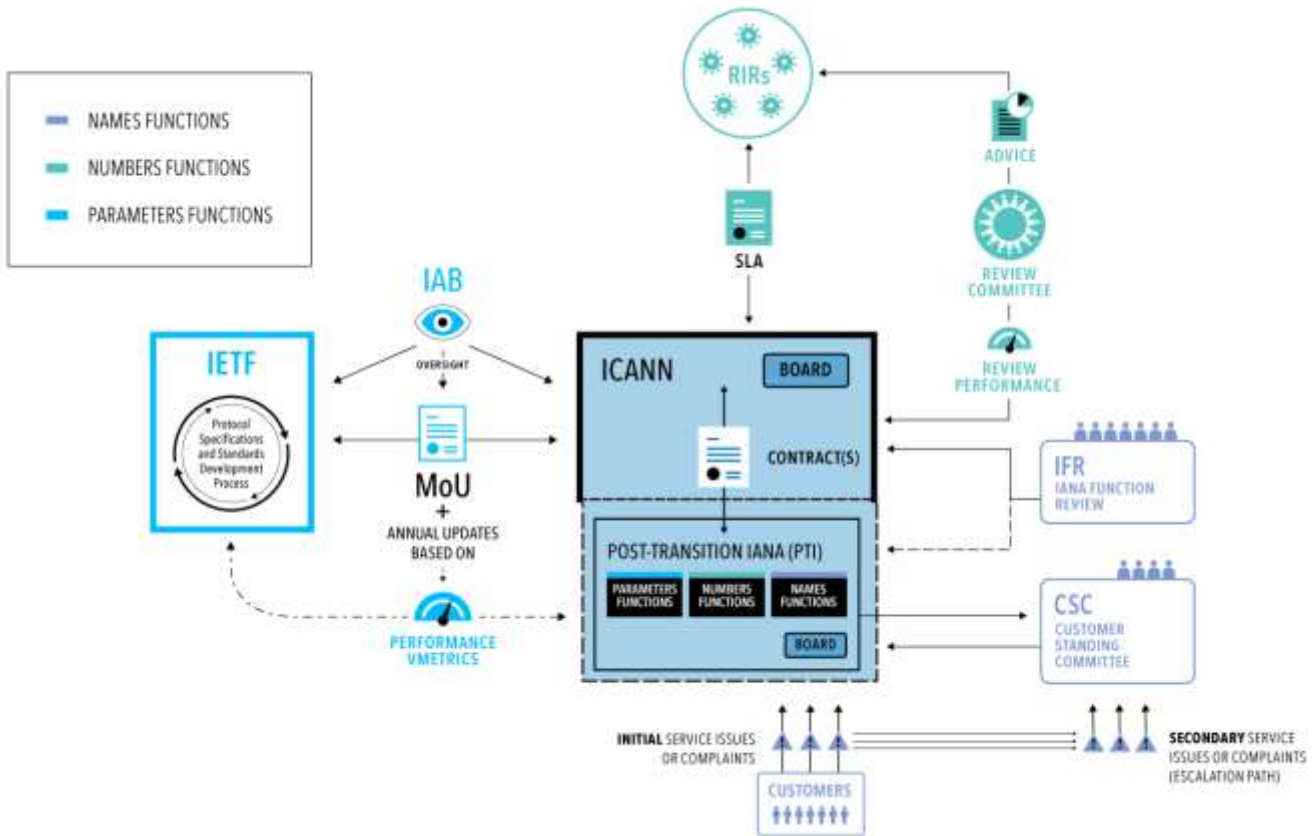 NAMES FUNCTIONS
NUMBERS FUNCTIONS
PARAMETERS FUNCTIONS
RIRs
ADVICE
SLA
REVIEW
COMMITTEE
REVIEW
PERFORMANCE
IAB
OVERSIGHT
IETF
Protocol
Specifications
and Standards
Development
Process
MoU
+
ANNUAL UPDATES
BASED ON
PERFORMANCE
VMETRICS
ICANN
BOARD
CONTRACT(S)
POST-TRANSITION IANA (PTI)
PARAMETERS
FUNCTIONS
NUMBERS
FUNCTIONS
NAMES
FUNCTIONS
BOARD
IFR
IANA FUNCTION
REVIEW
CSC
CUSTOMER
STANDING
COMMITTEE
INITIAL SERVICE ISSUES
OR COMPLAINTS
CUSTOMERS
SECONDARY SERVICE
ISSUES OR COMPLAINTS
(ESCALATION PATH)